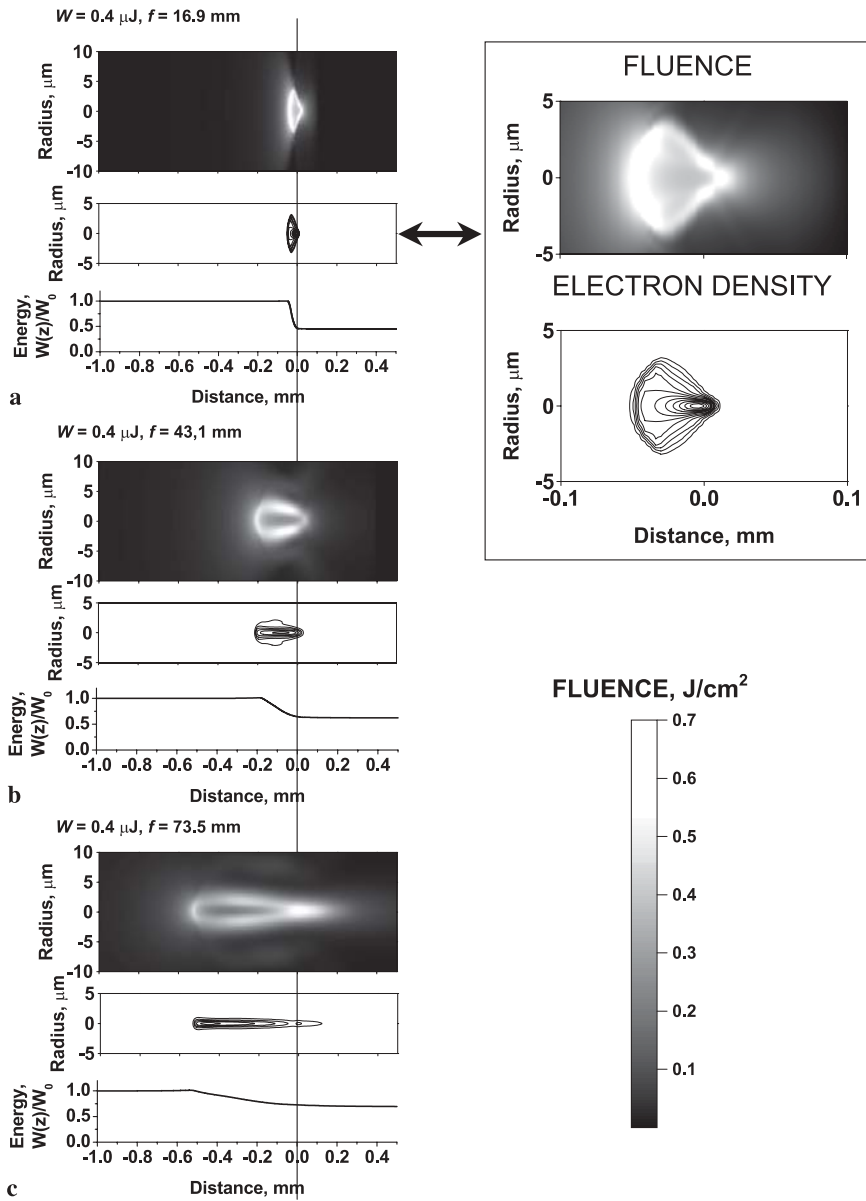 W = 0.4 μJ, f = 16.9 mm
Radius, μm
10
5
0
-5
-10
Radius, μm
5
0
-5
Energy,
W(z)/W0
1.0
0.5
0.0
-1.0 -0.8 -0.6 -0.4 -0.2 0.0 0.2 0.4
Distance, mm
a
FLUENCE
Radius, μm
5
0
-5
ELECTRON DENSITY
Radius, μm
5
0
-5
-0.1 0.0 0.1
Distance, mm
W = 0.4 μJ, f = 43,1 mm
Radius, μm
10
5
0
-5
-10
Radius, μm
5
0
-5
Energy,
W(z)/W0
1.0
0.5
0.0
-1.0 -0.8 -0.6 -0.4 -0.2 0.0 0.2 0.4
Distance, mm
b
W = 0.4 μJ, f = 73.5 mm
Radius, μm
10
5
0
-5
-10
Radius, μm
5
0
-5
Energy,
W(z)/W0
1.0
0.5
0.0
-1.0 -0.8 -0.6 -0.4 -0.2 0.0 0.2 0.4
Distance, mm
c
FLUENCE, J/cm2
0.7
0.6
0.5
0.4
0.3
0.2
0.1